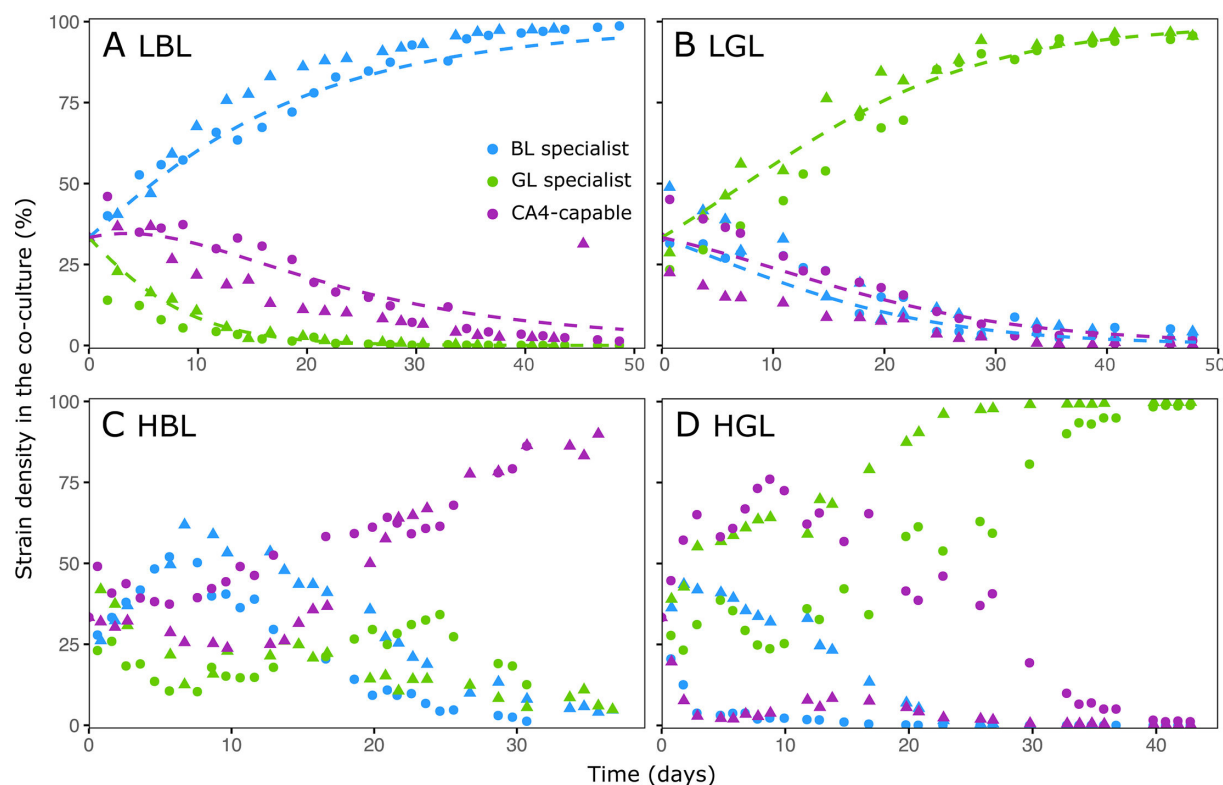 A LBL
B LGL
BL specialist
GL specialist
CA4-capable
100
75
50
25
0
0 10 20 30 40 50
0 10 20 30 40 50
C HBL
D HGL
100
75
50
25
0
0 10 20 30
0 10 20 30 40
Strain density in the co-culture (%)
Time (days)